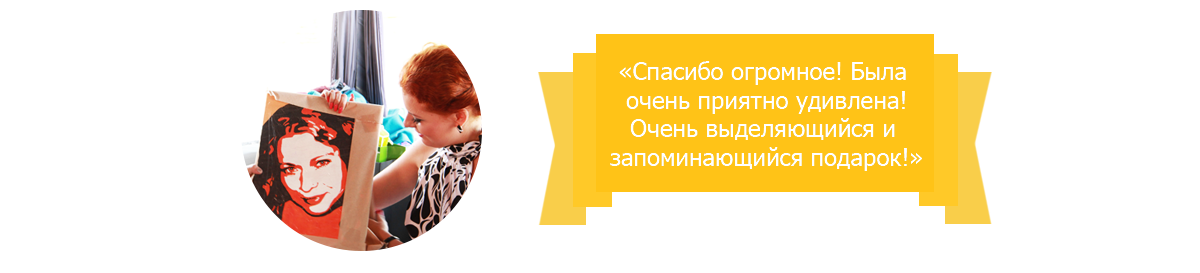 «Спасибо огромное! Была
очень приятно удивлена!
Очень выделяющийся и
запоминающийся подарок!»